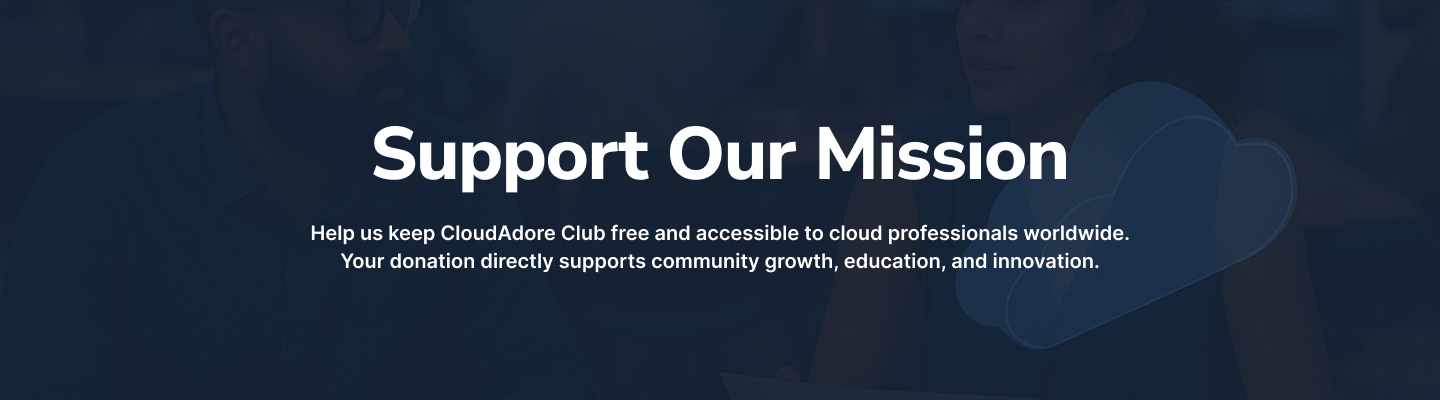 Support Our Mission
Help us keep CloudAdore Club free and accessible to cloud professionals worldwide.
Your donation directly supports community growth, education, and innovation.